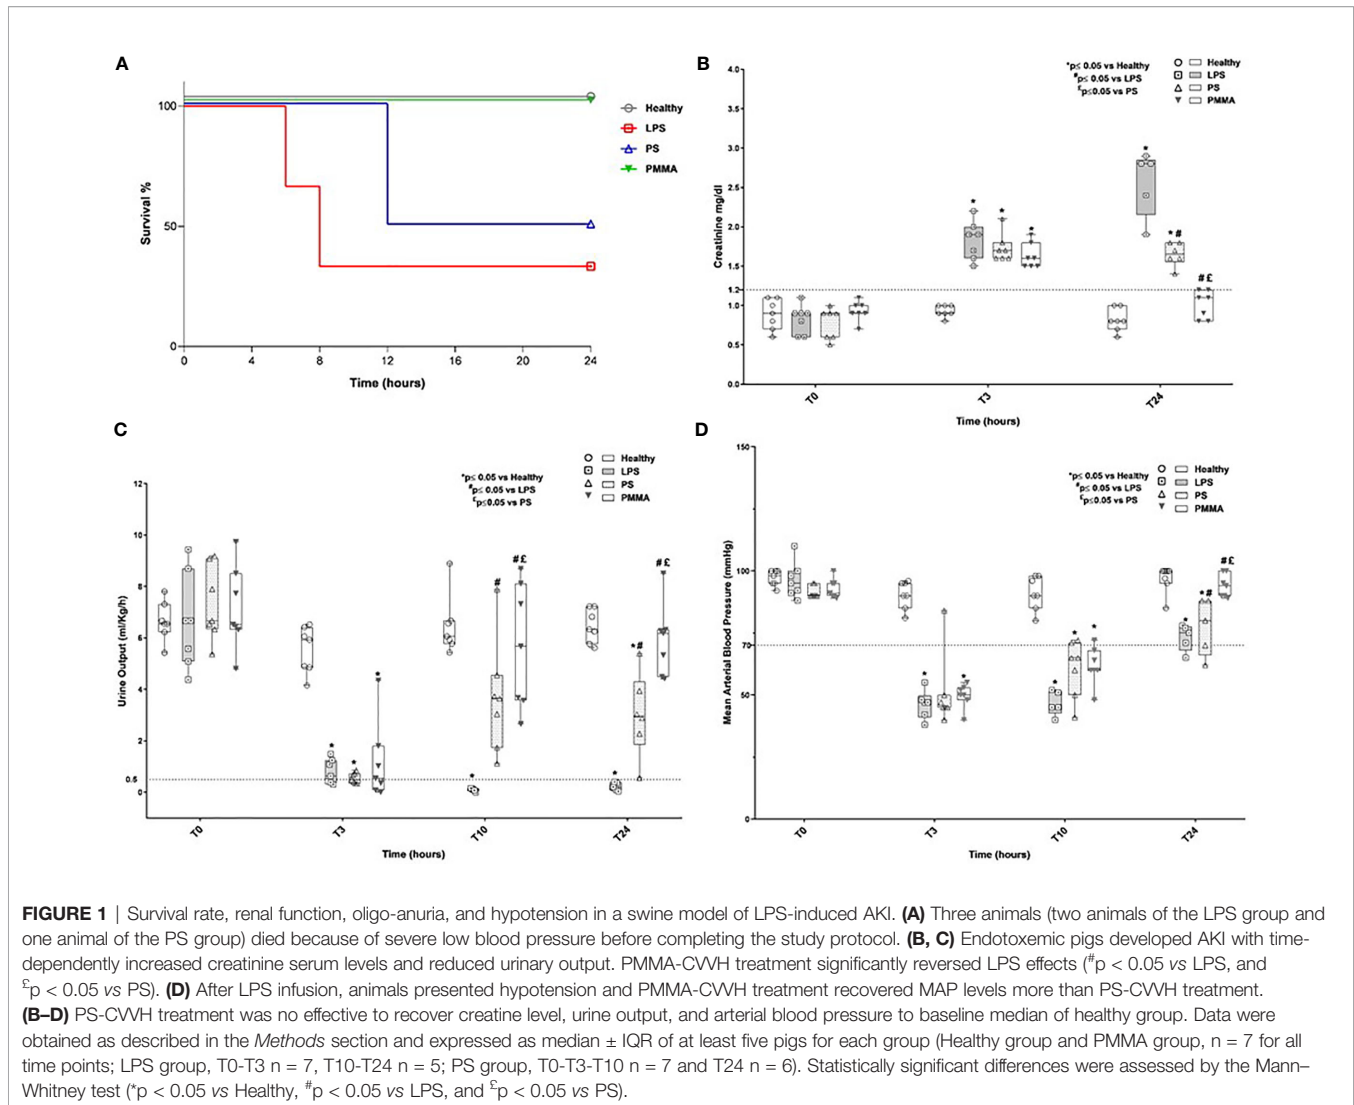 A
100
50
0
Survival %
0 4 8 12 16 20 24
Time (hours)
Healthy
LPS
PS
PMMA
B
*p≤ 0.05 vs Healthy
#p≤ 0.05 vs LPS
£p≤0.05 vs PS
Healthy
LPS
PS
PMMA
4.0
3.5
3.0
2.5
2.0
1.5
1.2
1.0
0.5
0.0
Creatinine mg/dl
* * * * * # # £
T0 T3 T24
Time (hours)
C
*p≤ 0.05 vs Healthy
#p≤ 0.05 vs LPS
£p≤0.05 vs PS
Healthy
LPS
PS
PMMA
12
10
8
6
4
2
0.5
0
Urine Output (ml/Kg/h)
* * * * # # £ * * # # £
T0 T3 T10 T24
Time (hours)
D
*p≤ 0.05 vs Healthy
#p≤ 0.05 vs LPS
£p≤0.05 vs PS
Healthy
LPS
PS
PMMA
150
100
70
50
0
Mean Arterial Blood Pressure (mmHg)
* * * * * * * # # £
T0 T3 T10 T24
Time (hours)
FIGURE 1 | Survival rate, renal function, oligo-anuria, and hypotension in a swine model of LPS-induced AKI. (A) Three animals (two animals of the LPS group and
one animal of the PS group) died because of severe low blood pressure before completing the study protocol. (B, C) Endotoxemic pigs developed AKI with time-
dependently increased creatinine serum levels and reduced urinary output. PMMA-CVVH treatment significantly reversed LPS effects (#p < 0.05 vs LPS, and
£p < 0.05 vs PS). (D) After LPS infusion, animals presented hypotension and PMMA-CVVH treatment recovered MAP levels more than PS-CVVH treatment.
(B–D) PS-CVVH treatment was no effective to recover creatine level, urine output, and arterial blood pressure to baseline median of healthy group. Data were
obtained as described in the Methods section and expressed as median ± IQR of at least five pigs for each group (Healthy group and PMMA group, n = 7 for all
time points; LPS group, T0-T3 n = 7, T10-T24 n = 5; PS group, T0-T3-T10 n = 7 and T24 n = 6). Statistically significant differences were assessed by the Mann–
Whitney test (*p < 0.05 vs Healthy, #p < 0.05 vs LPS, and £p < 0.05 vs PS).